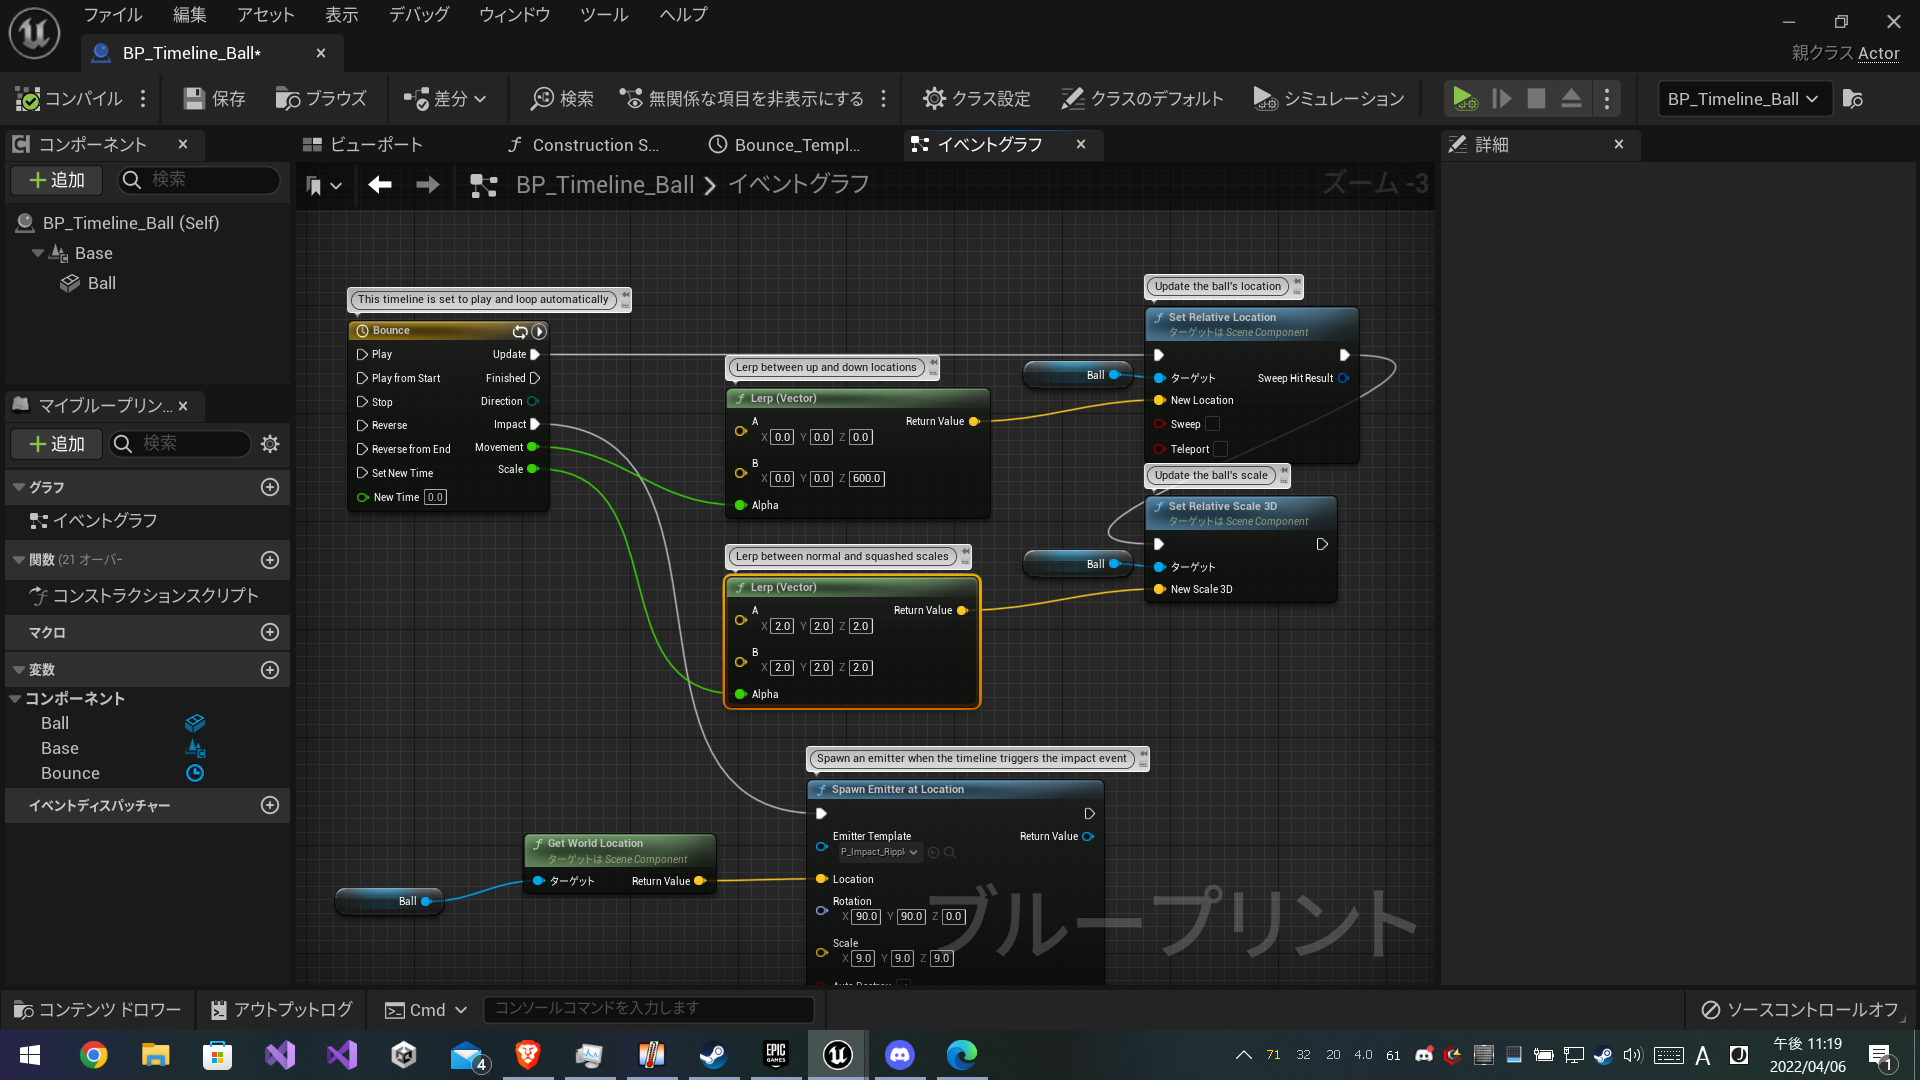 ファイル 編集 アセット 表示 デバッグ ウィンドウ ツール ヘルプ
BP_Timeline_Ball*
親クラス Actor
コンパイル
保存
ブラウズ
差分
検索
無関係な項目を非表示にする
クラス設定
クラスのデフォルト
シミュレーション
BP_Timeline_Ball
コンポーネント
追加
検索
BP_Timeline_Ball (Self)
Base
Ball
マイブループリン...
追加
検索
グラフ
イベントグラフ
関数 (21 オーバー
コンストラクションスクリプト
マクロ
変数
コンポーネント
Ball
Base
Bounce
イベントディスパッチャー
ビューポート
Construction S...
Bounce_Templ...
イベントグラフ
BP_Timeline_Ball
イベントグラフ
ズーム -3
This timeline is set to play and loop automatically
Bounce
Play
Update
Play from Start
Finished
Stop
Direction
Reverse
Impact
Reverse from End
Movement
Set New Time
Scale
New Time 0.0
Lerp between up and down locations
Lerp (Vector)
A
Return Value
X 0.0 Y 0.0 Z 0.0
B
X 0.0 Y 0.0 Z 600.0
Alpha
Lerp between normal and squashed scales
Lerp (Vector)
A
Return Value
X 2.0 Y 2.0 Z 2.0
B
X 2.0 Y 2.0 Z 2.0
Alpha
Update the ball's location
Set Relative Location
ターゲットは Scene Component
Ball
ターゲット
Sweep Hit Result
New Location
Sweep
Teleport
Update the ball's scale
Set Relative Scale 3D
ターゲットは Scene Component
Ball
ターゲット
New Scale 3D
Spawn an emitter when the timeline triggers the impact event
Spawn Emitter at Location
Emitter Template
Return Value
P_Impact_Rippl
Location
Rotation
X 90.0 Y 90.0 Z 0.0
Scale
X 9.0 Y 9.0 Z 9.0
Auto Destroy
Get World Location
ターゲットは Scene Component
ターゲット
Return Value
Ball
ブループリント
詳細
コンテンツ ドロワー
アウトプットログ
Cmd
コンソールコマンドを入力します
ソースコントロールオフ
4
EPIC
GAMES
71 32 20 4.0 61
A
午後 11:19
2022/04/06
1